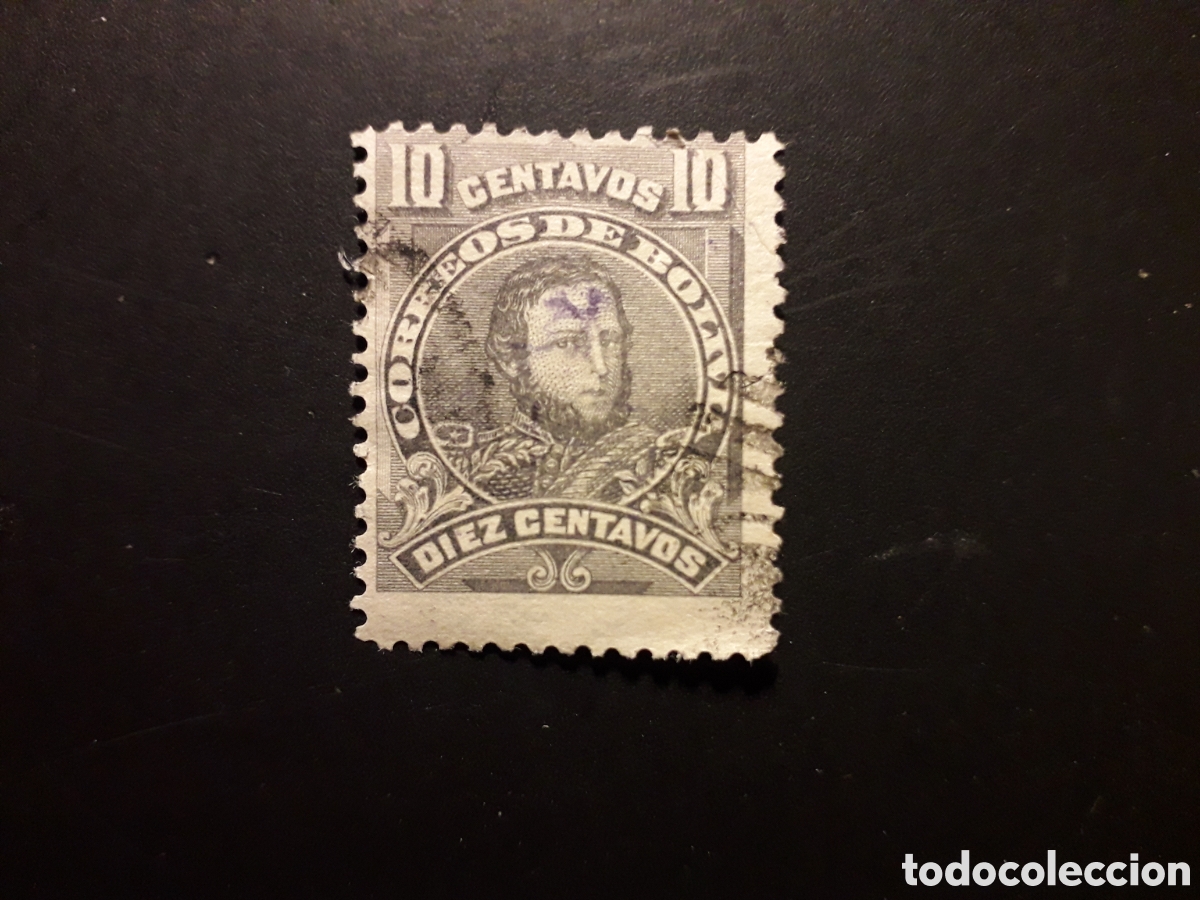 10 CENTAVOS 10
CORREOS DE BOLIVIA
DIEZ CENTAVOS
todocoleccion